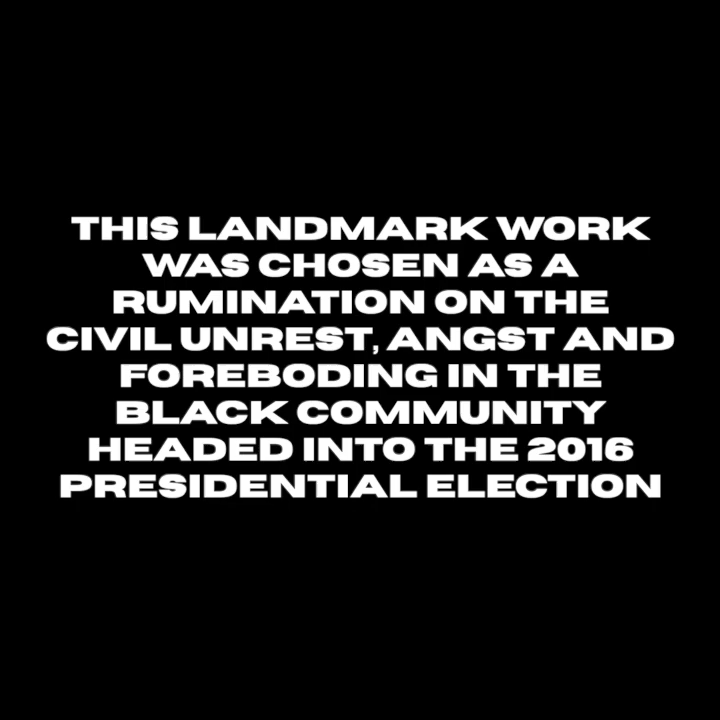 THIS LANDMARK WORK
WAS CHOSEN AS A
RUMINATION ON THE
CIVIL UNREST, ANGST AND
FOREBODING IN THE
BLACK COMMUNITY
HEADED INTO THE 2016
PRESIDENTIAL ELECTION